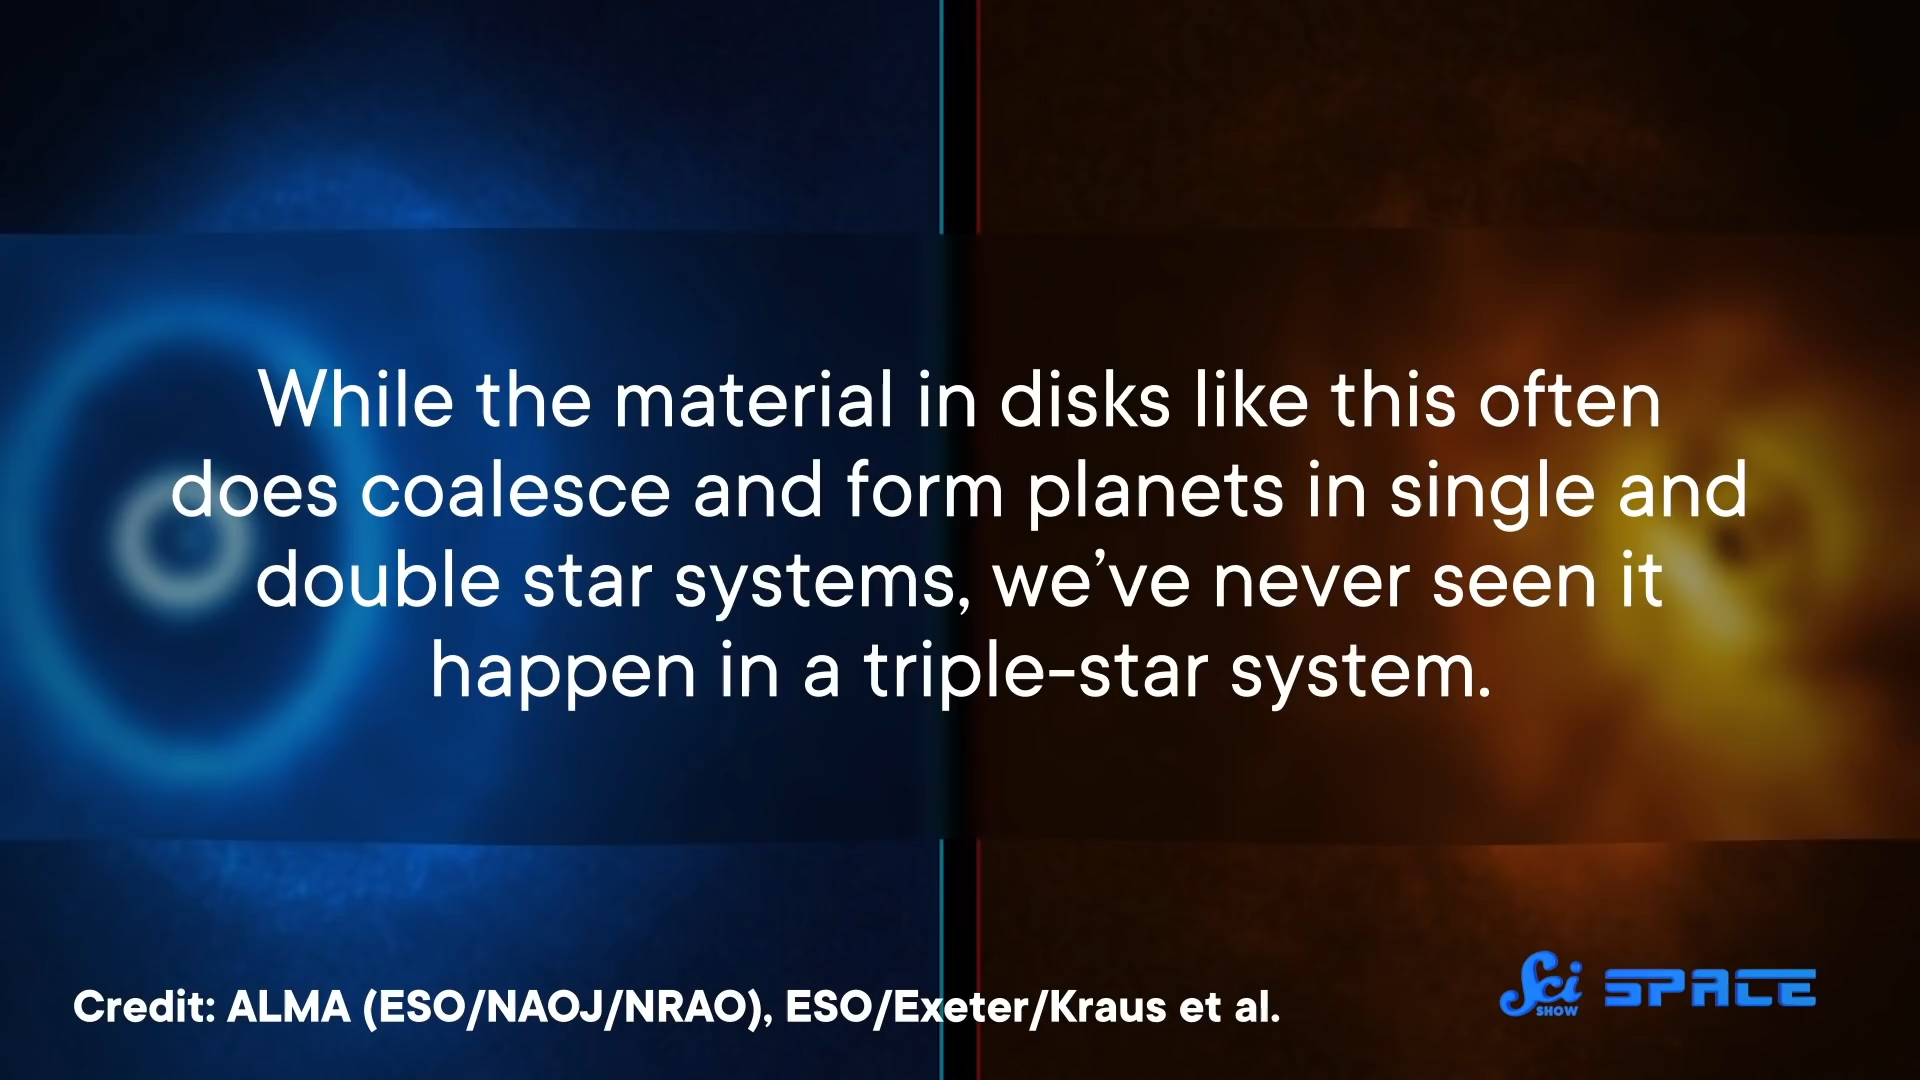 While the material in disks like this often
does coalesce and form planets in single and
double star systems, we’ve never seen it
happen in a triple-star system.
Credit: ALMA (ESO/NAOJ/NRAO), ESO/Exeter/Kraus et al.
Sci SHOW SPACE